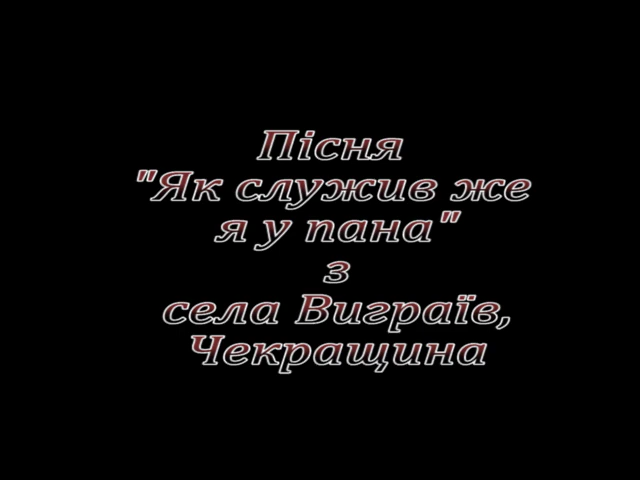 Пісня
"Як служив же
я у пана"
з
села Виграїв,
Чекращина